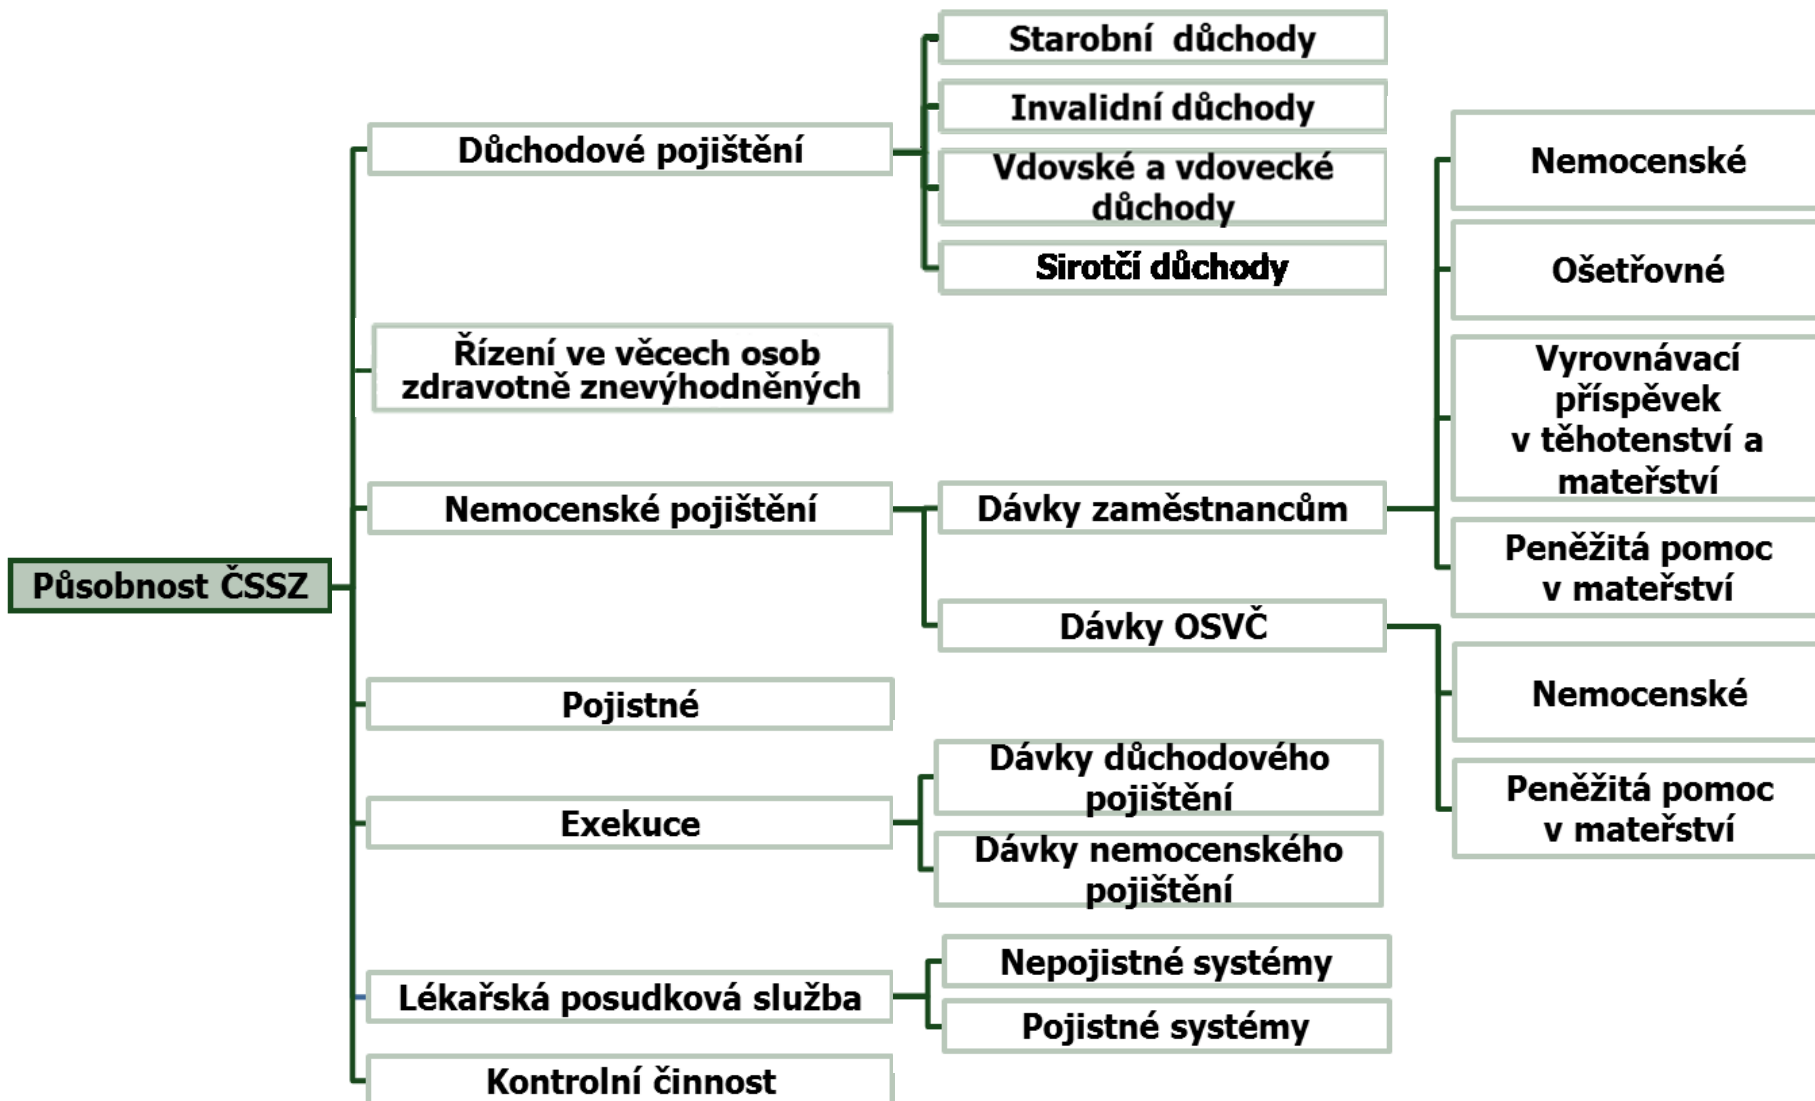 Působnost ČSSZ
Důchodové pojištění
Starobní důchody
Invalidní důchody
Vdovské a vdovecké
důchody
Sirotčí důchody
Řízení ve věcech osob
zdravotně znevýhodněných
Nemocenské pojištění
Dávky zaměstnancům
Nemocenské
Ošetřovné
Vyrovnávací
příspěvek
v těhotenství a
mateřství
Peněžitá pomoc
v mateřství
Dávky OSVČ
Nemocenské
Peněžitá pomoc
v mateřství
Pojistné
Exekuce
Dávky důchodového
pojištění
Dávky nemocenského
pojištění
Lékařská posudková služba
Nepojistné systémy
Pojistné systémy
Kontrolní činnost